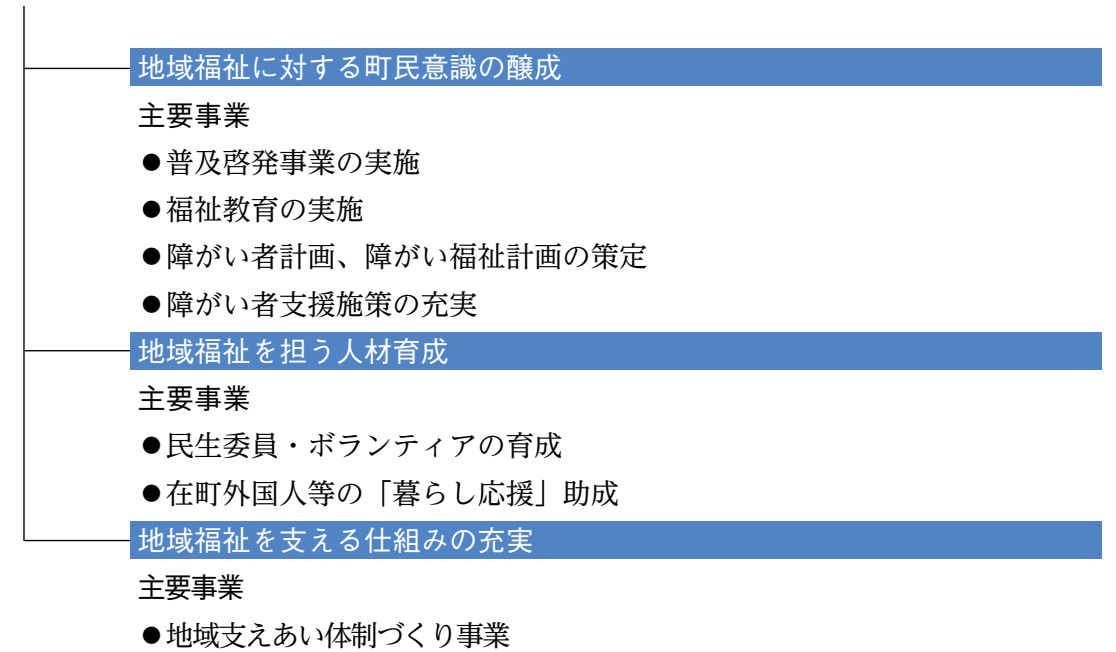 地域福祉に対する町民意識の醸成
主要事業
●普及啓発事業の実施
●福祉教育の実施
●障がい者計画、障がい福祉計画の策定
●障がい者支援施策の充実
地域福祉を担う人材育成
主要事業
●民生委員・ボランティアの育成
●在町外国人等の「暮らし応援」助成
地域福祉を支える仕組みの充実
主要事業
●地域支えあい体制づくり事業